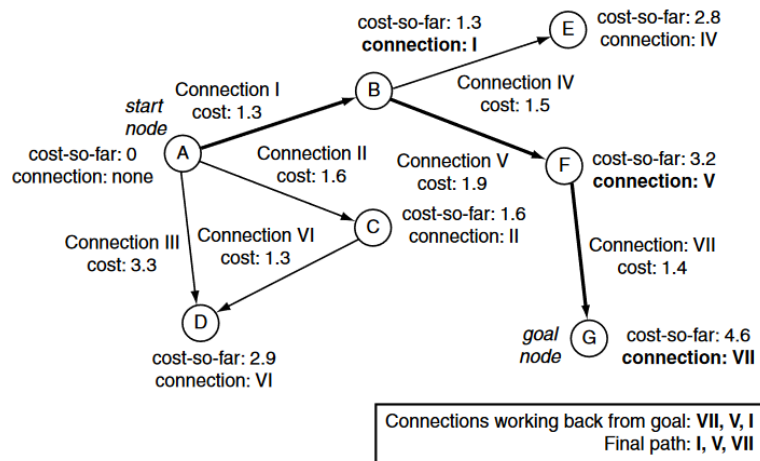 cost-so-far: 1.3
connection: I
E
cost-so-far: 2.8
connection: IV
Connection I
cost: 1.3
B
Connection IV
cost: 1.5
start
node
A
cost-so-far: 0
connection: none
Connection II
cost: 1.6
Connection V
cost: 1.9
F
cost-so-far: 3.2
connection: V
C
cost-so-far: 1.6
connection: II
Connection III
cost: 3.3
Connection VI
cost: 1.3
Connection: VII
cost: 1.4
D
cost-so-far: 2.9
connection: VI
goal
node
G
cost-so-far: 4.6
connection: VII
Connections working back from goal: VII, V, I
Final path: I, V, VII